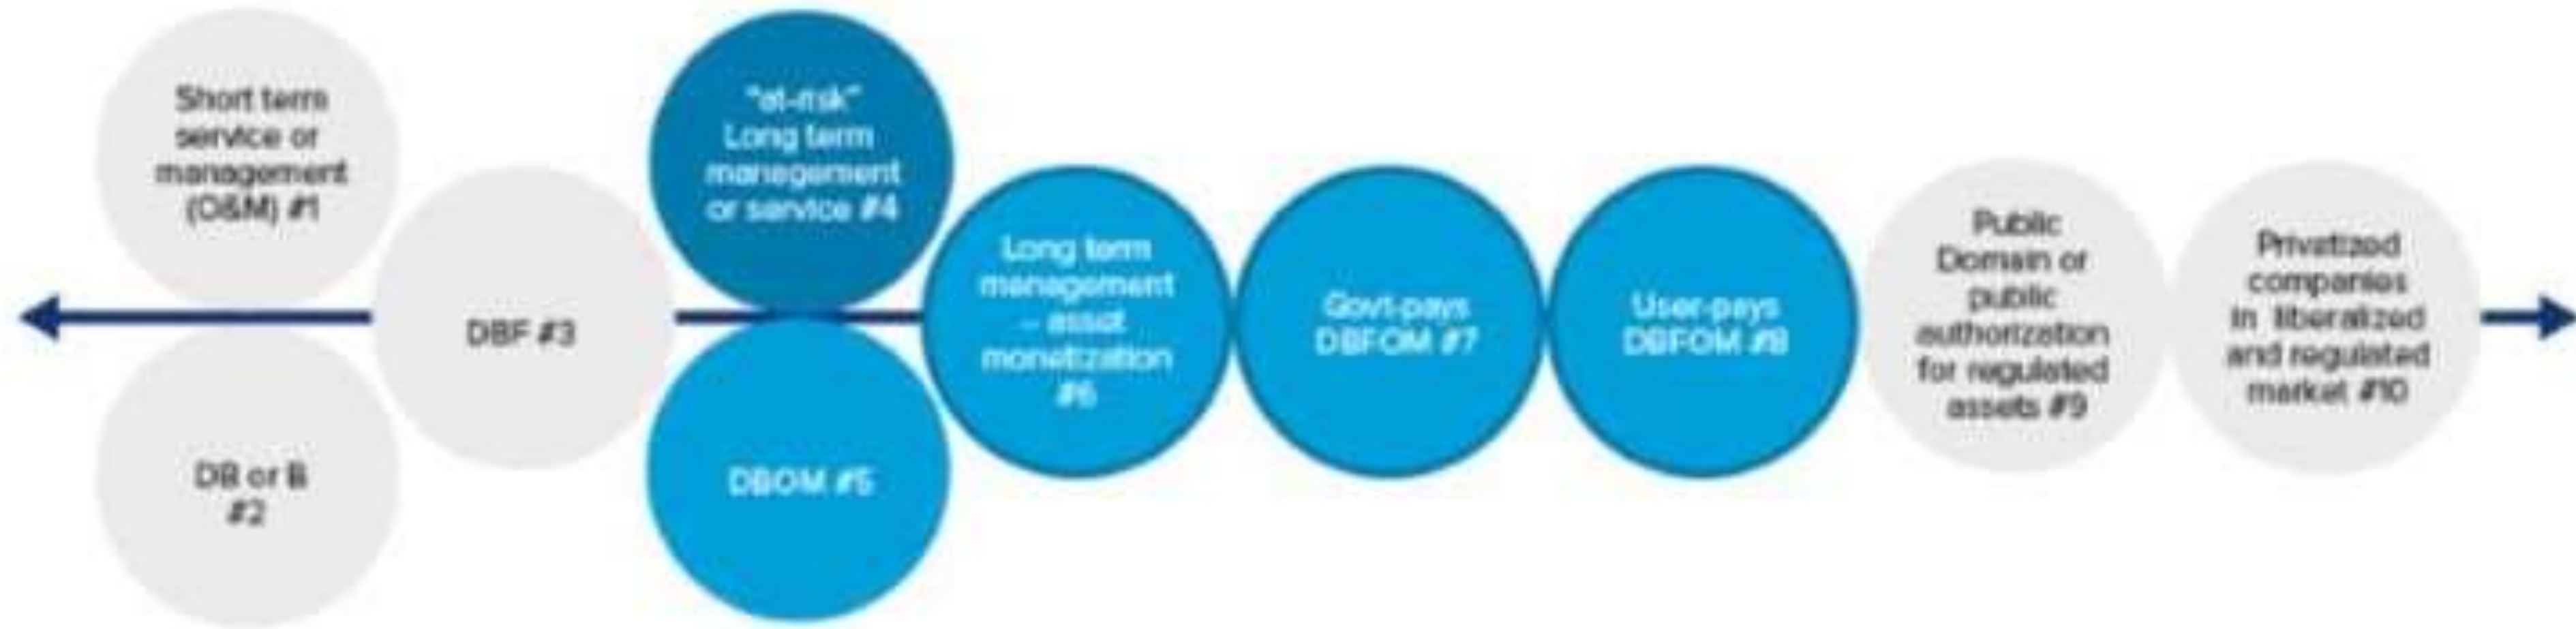 Short term
service or
management
(O&M) #1
DB or B
#2
DBF #3
"at-risk"
Long term
management
or service #4
DBOM #5
Long term
management
– asset
monetization
#6
Govt-pays
DBFOM #7
User-pays
DBFOM #8
Public
Domain or
public
authorization
for regulated
assets #9
Privatized
companies
in liberalized
and regulated
market #10